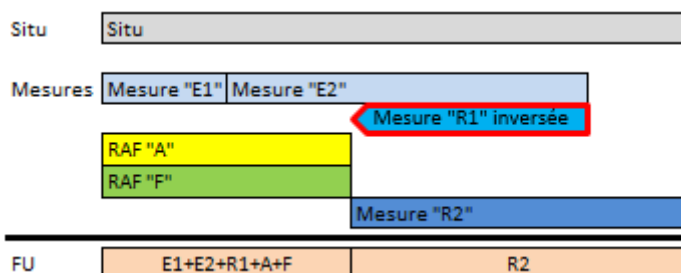 Situ Situ
Mesures Mesure "E1" Mesure "E2"
Mesure "R1" inversée
RAF "A"
RAF "F"
Mesure "R2"
FU E1+E2+R1+A+F R2